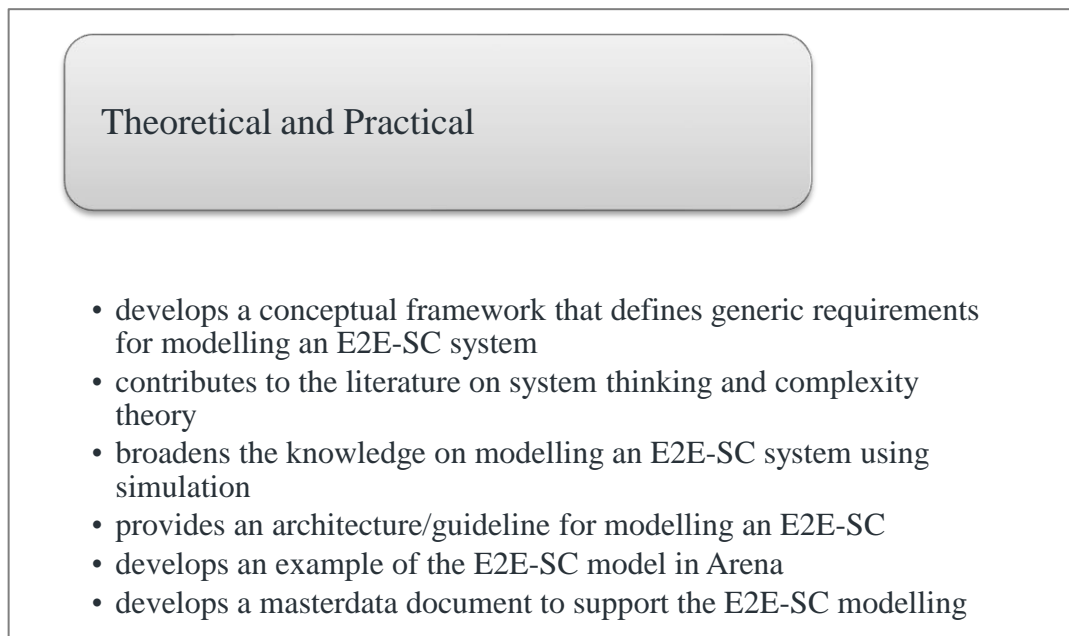 Theoretical and Practical
• develops a conceptual framework that defines generic requirements
for modelling an E2E-SC system
• contributes to the literature on system thinking and complexity
theory
• broadens the knowledge on modelling an E2E-SC system using
simulation
• provides an architecture/guideline for modelling an E2E-SC
• develops an example of the E2E-SC model in Arena
• develops a masterdata document to support the E2E-SC modelling